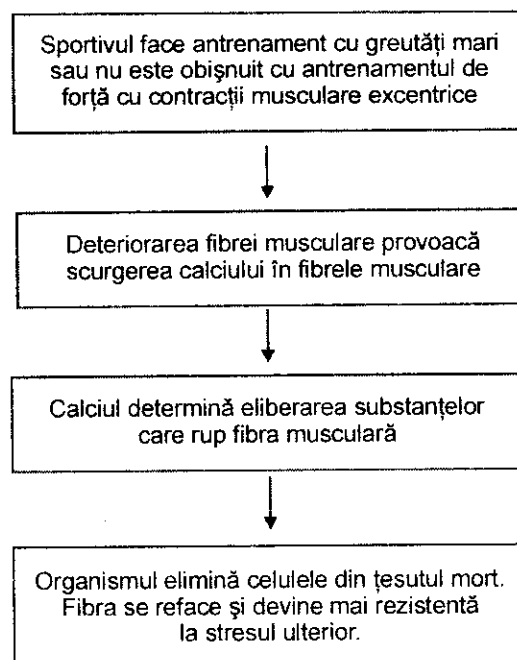 Sportivul face antrenament cu greutăți mari
sau nu este obișnuit cu antrenamentul de
forță cu contracții musculare excentrice
Deteriorarea fibrei musculare provoacă
scurgerea calciului în fibrele musculare
Calciul determină eliberarea substanțelor
care rup fibra musculară
Organismul elimină celulele din țesutul mort.
Fibra se reface și devine mai rezistentă
la stresul ulterior.